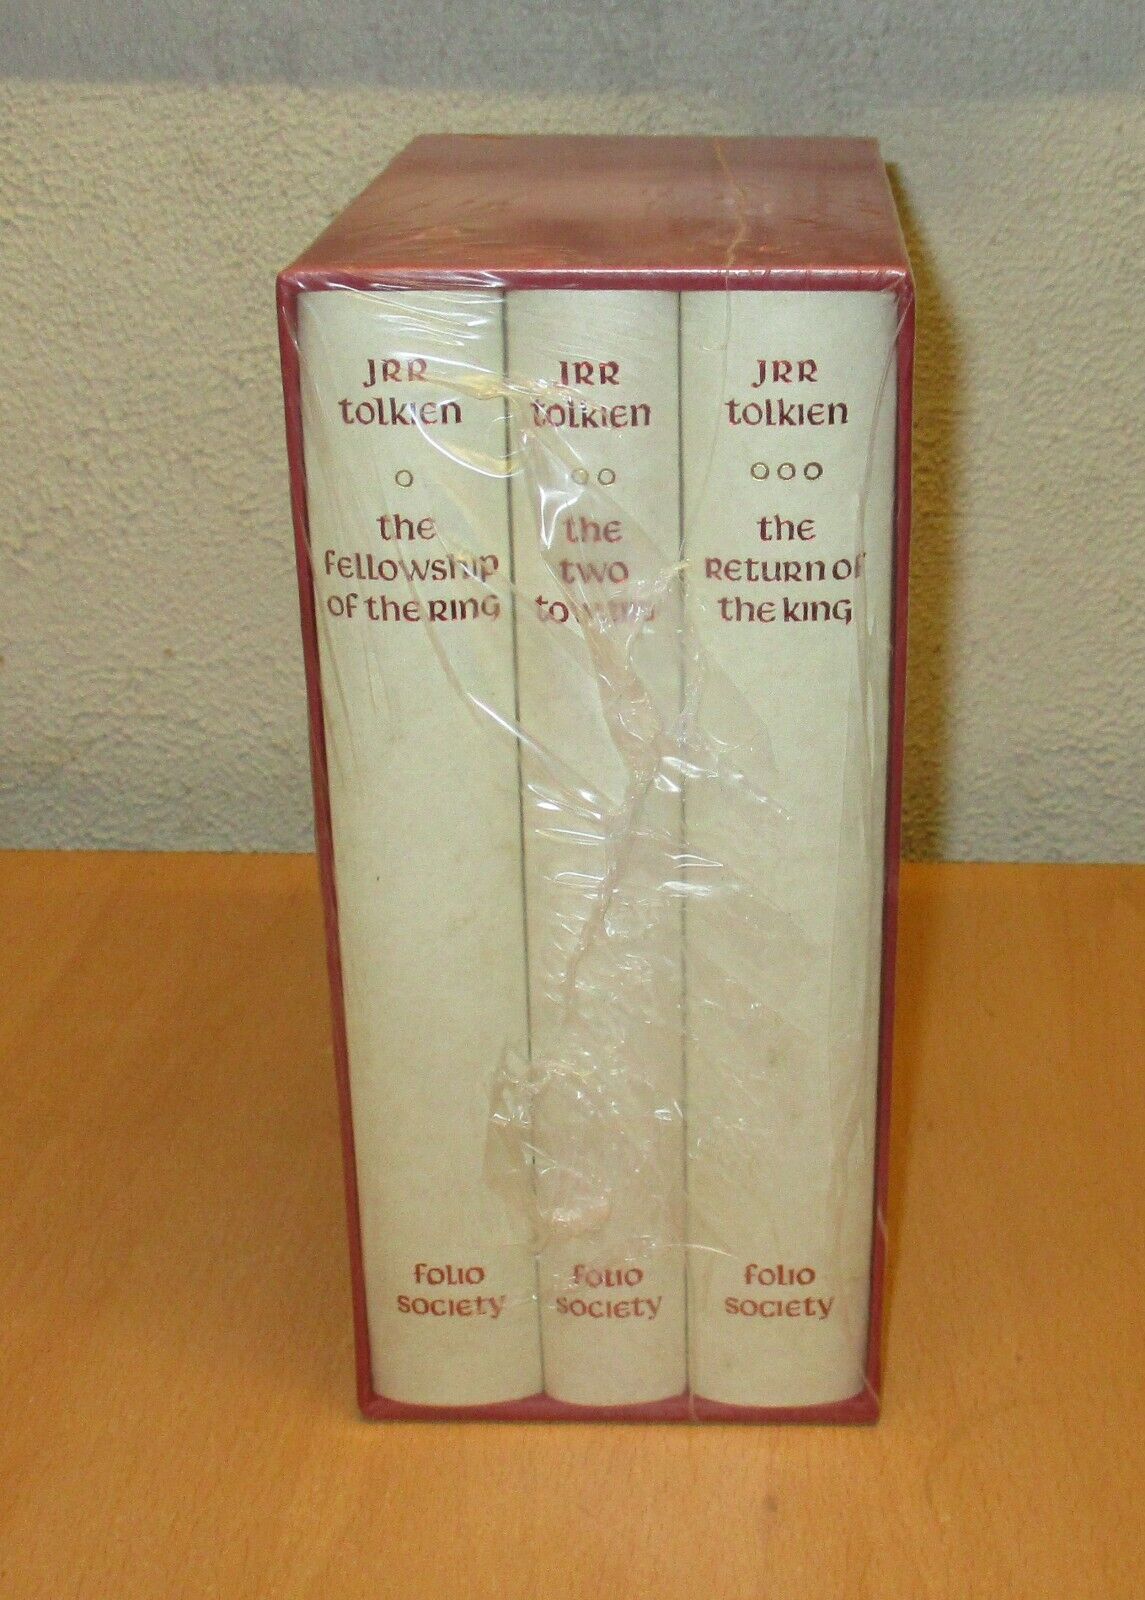 JRR
tolkien
the
fellowship
of the Ring
folio
society
JRR
tolkien
the
two
towers
folio
society
JRR
tolkien
the
Return of
the King
folio
society